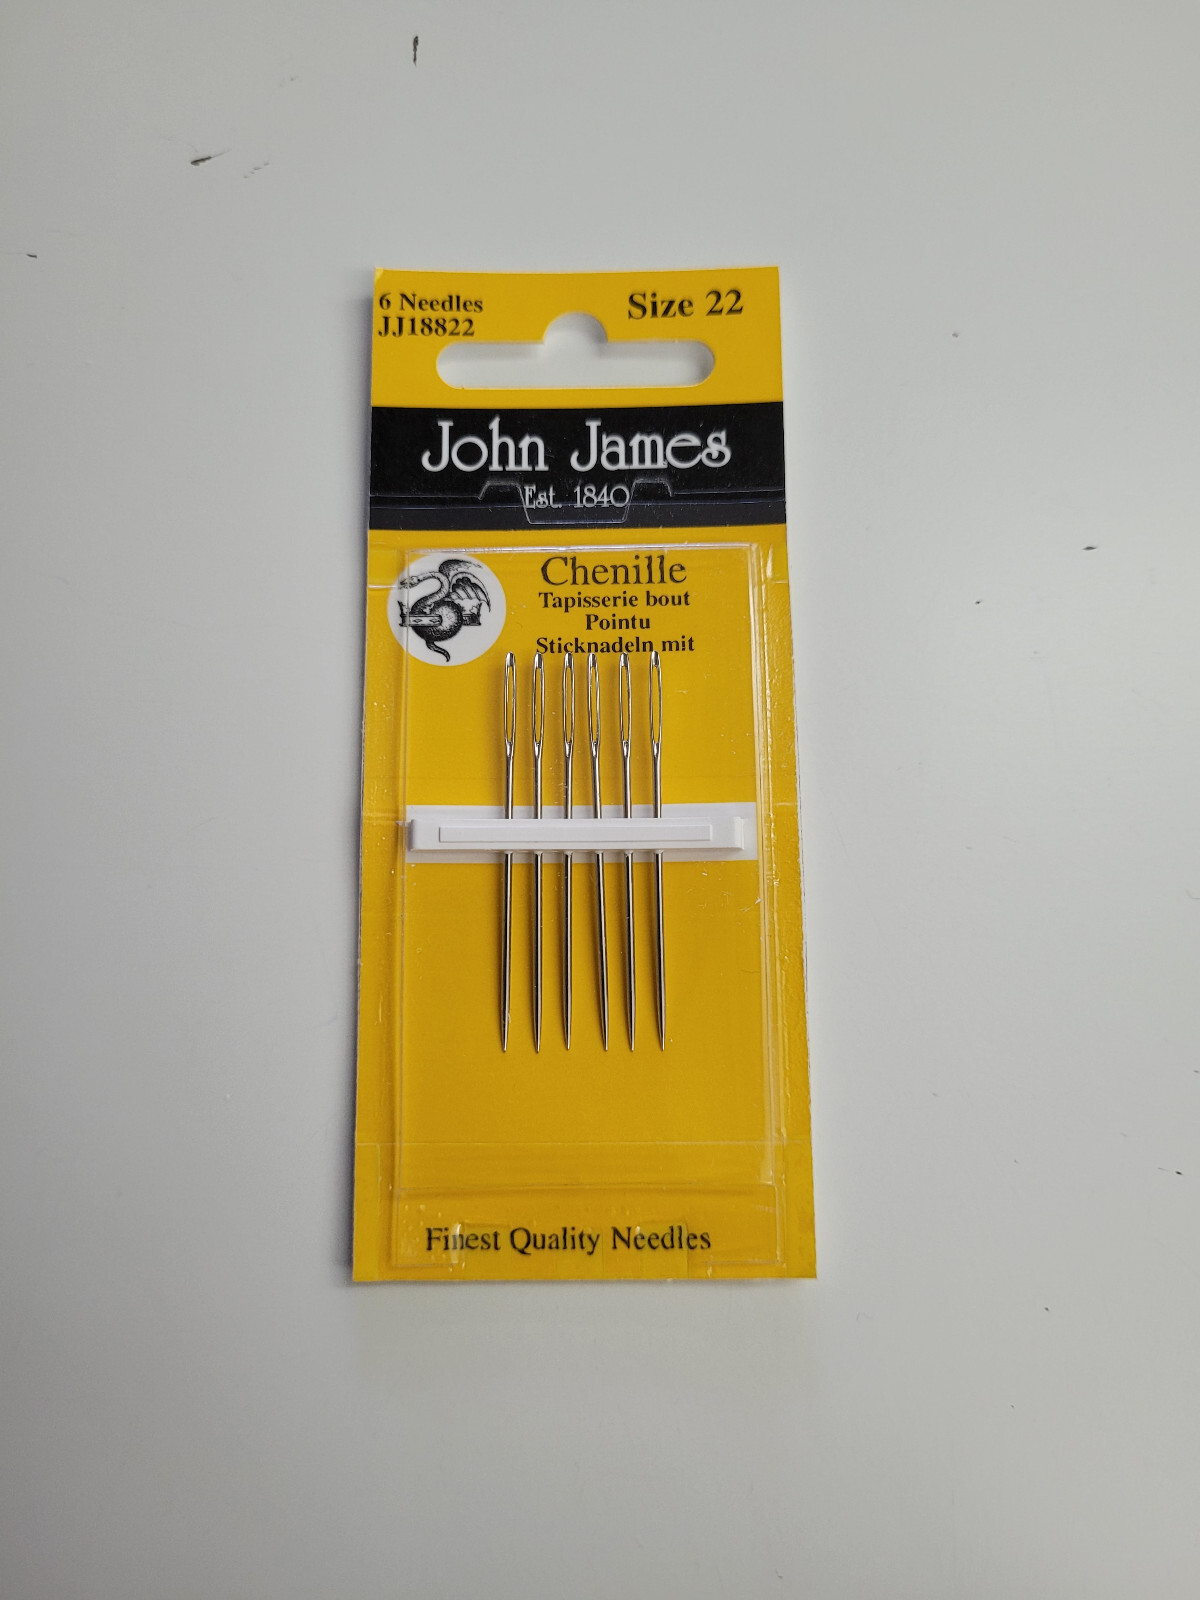 6 Needles
JJ18822
Size 22
John James
Est. 1840
Chenille
Tapisserie bout
Pointu
Sticknadeln mit
Finest Quality Needles